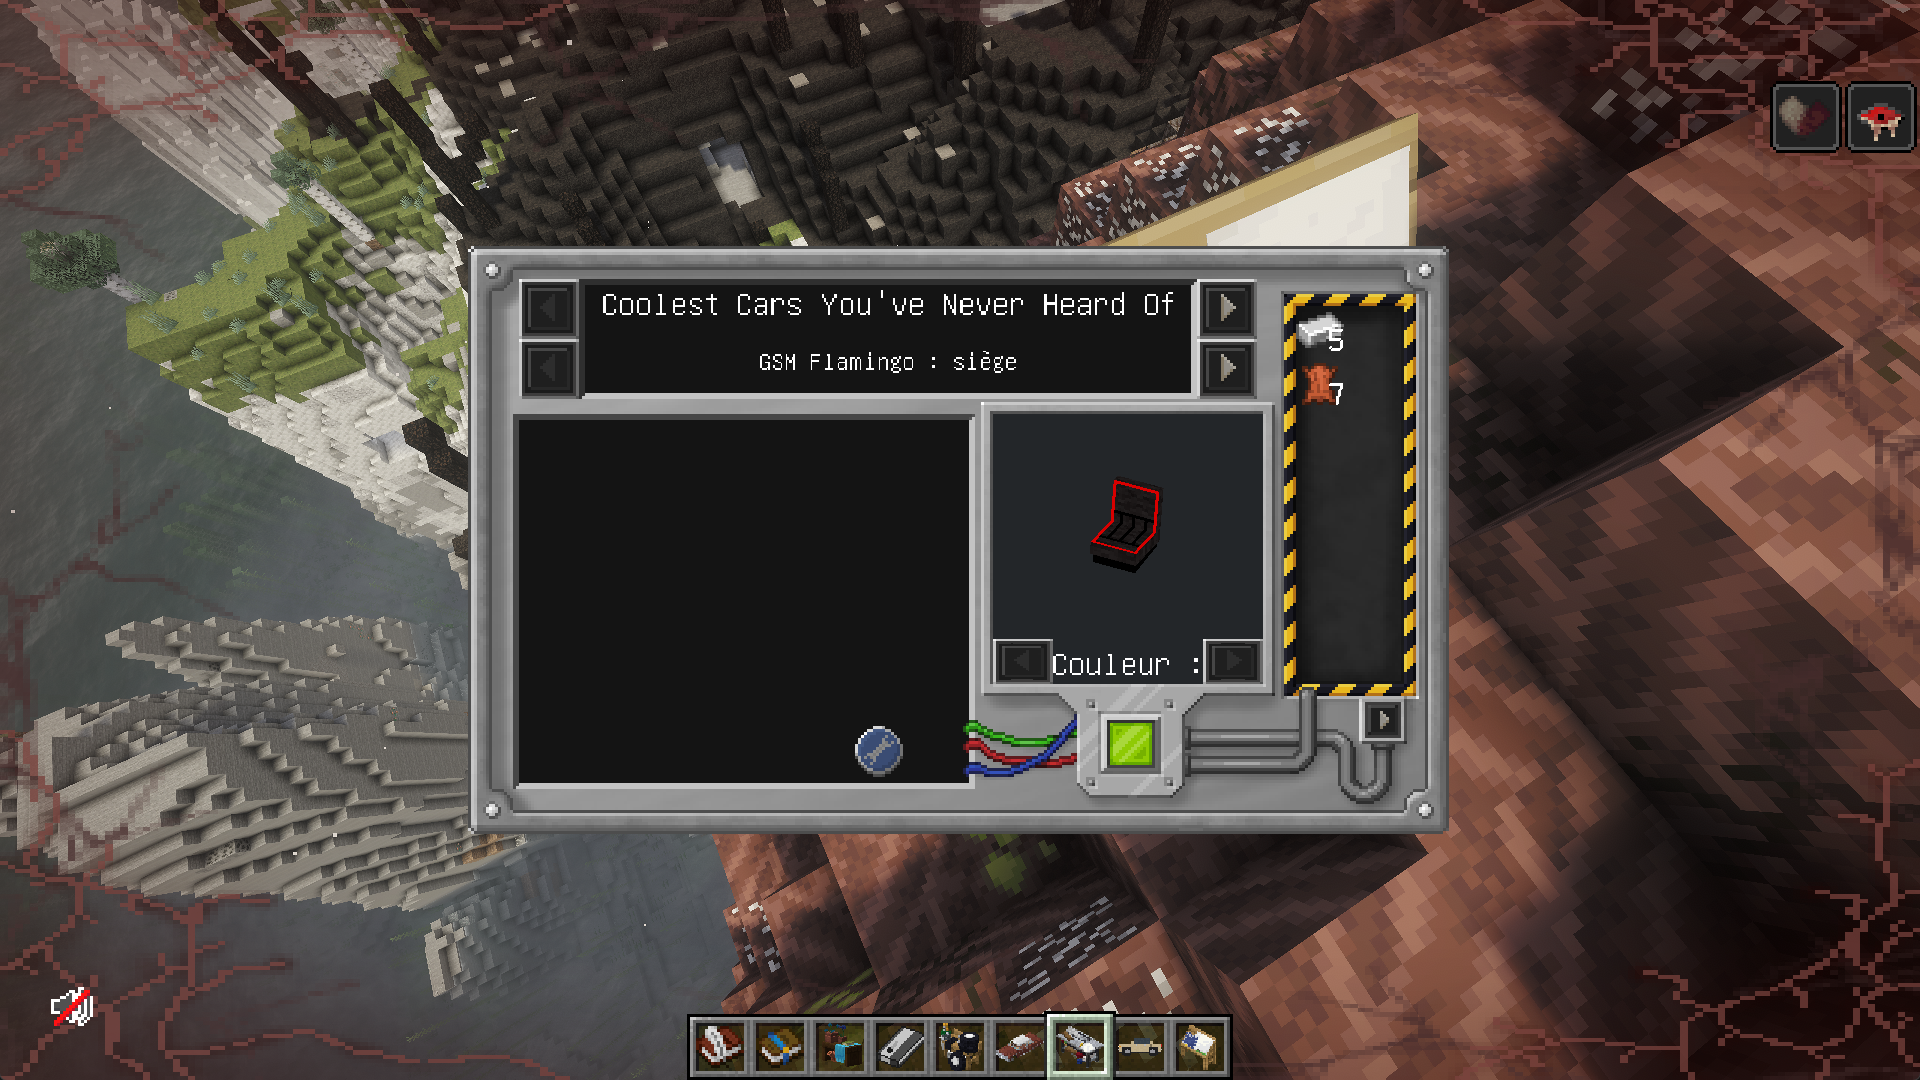 Coolest Cars You've Never Heard Of
GSM Flamingo : siège
5
7
Couleur :